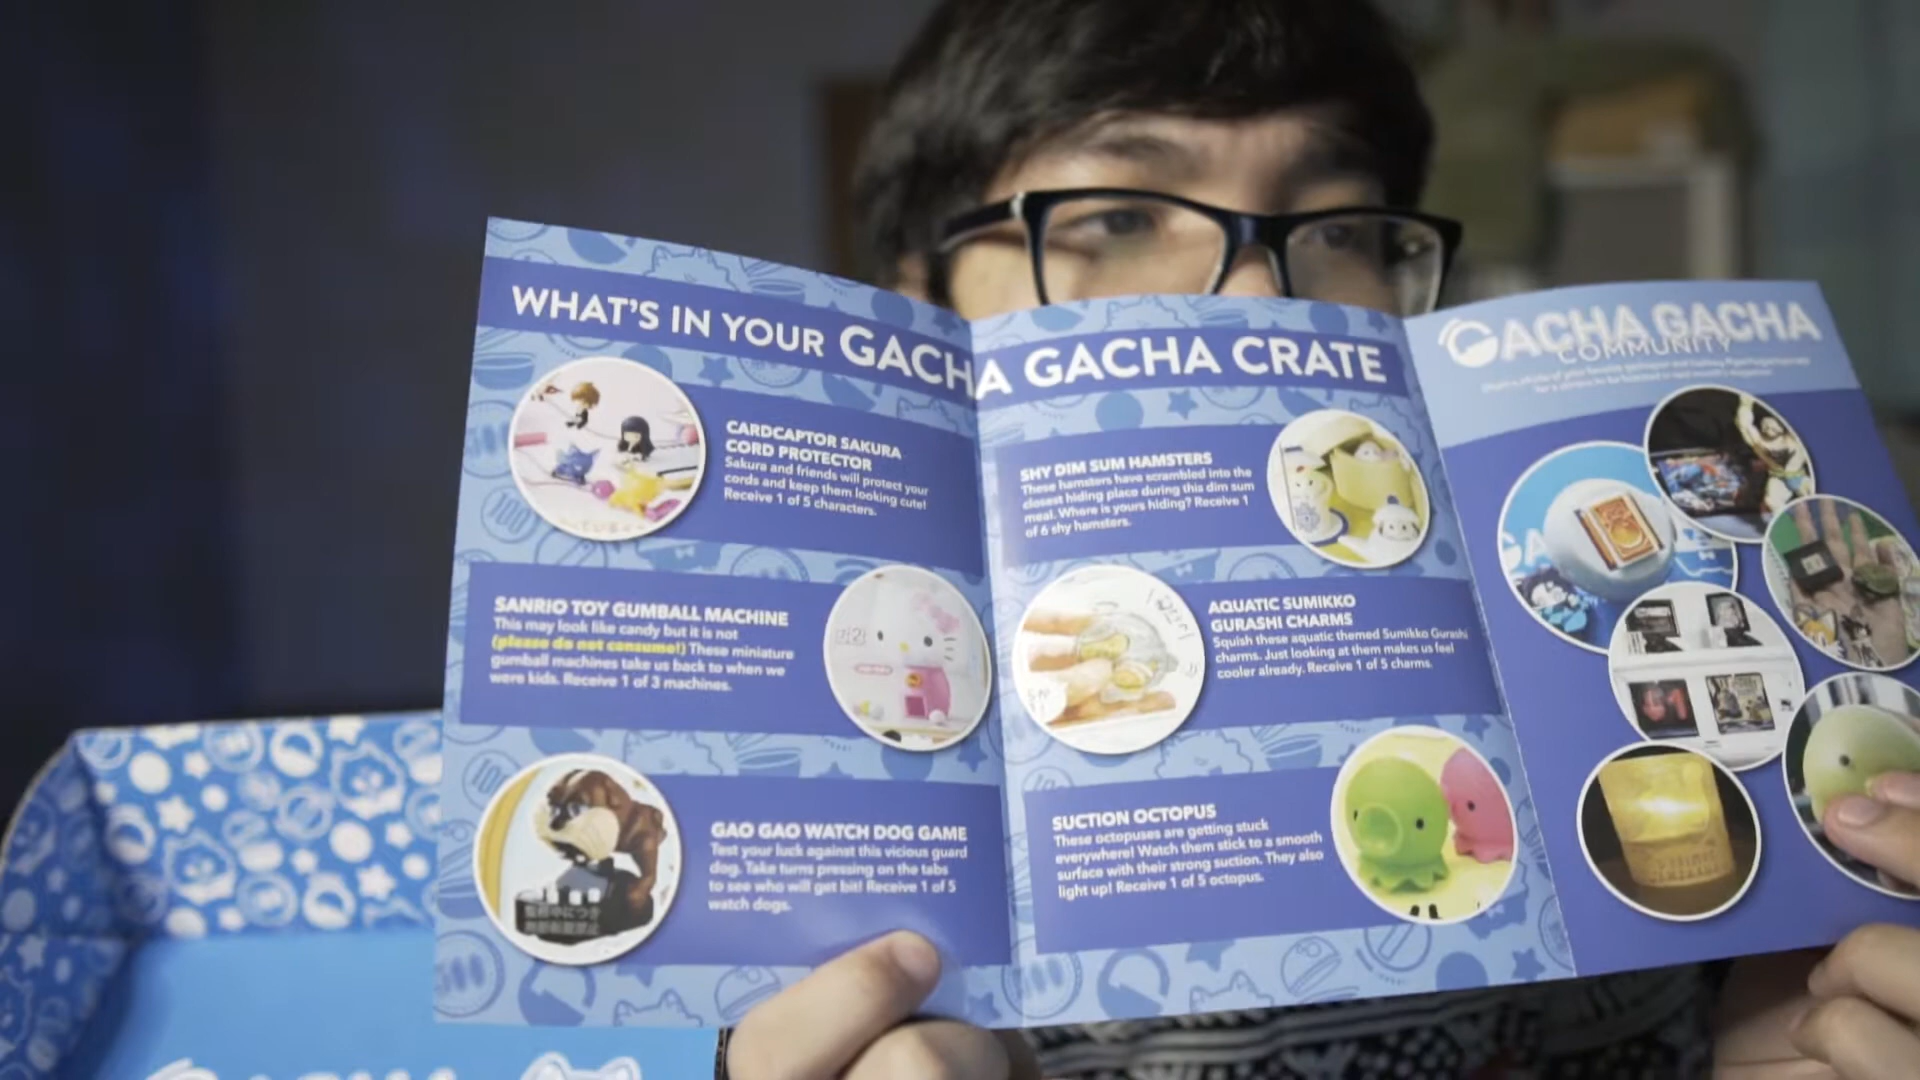 WHAT'S IN YOUR GACHA GACHA CRATE
CARDCAPTOR SAKURA
CORD PROTECTOR
Sakura and friends will protect your
cords and keep them looking cute!
Receive 1 of 5 characters.
SANRIO TOY GUMBALL MACHINE
This may look like candy but it is not
(please do not consume!) These miniature
gumball machines take us back to when we
were kids. Receive 1 of 3 machines.
GAO GAO WATCH DOG GAME
Test your luck against this vicious guard
dog. Take turns pressing on the tabs
to see who will get bit! Receive 1 of 5
watch dogs.
SHY DIM SUM HAMSTERS
These hamsters have scrambled into the
closest hiding place during this dim sum
meal. Where is yours hiding? Receive 1
of 6 shy hamsters.
AQUATIC SUMIKKO
GURASHI CHARMS
Squish these aquatic themed Sumikko Gurashi
charms. Just looking at them makes us feel
cooler already. Receive 1 of 5 charms.
SUCTION OCTOPUS
These octopuses are getting stuck
everywhere! Watch them stick to a smooth
surface with their strong suction. They also
light up! Receive 1 of 5 octopus.
GACHA GACHA
COMMUNITY